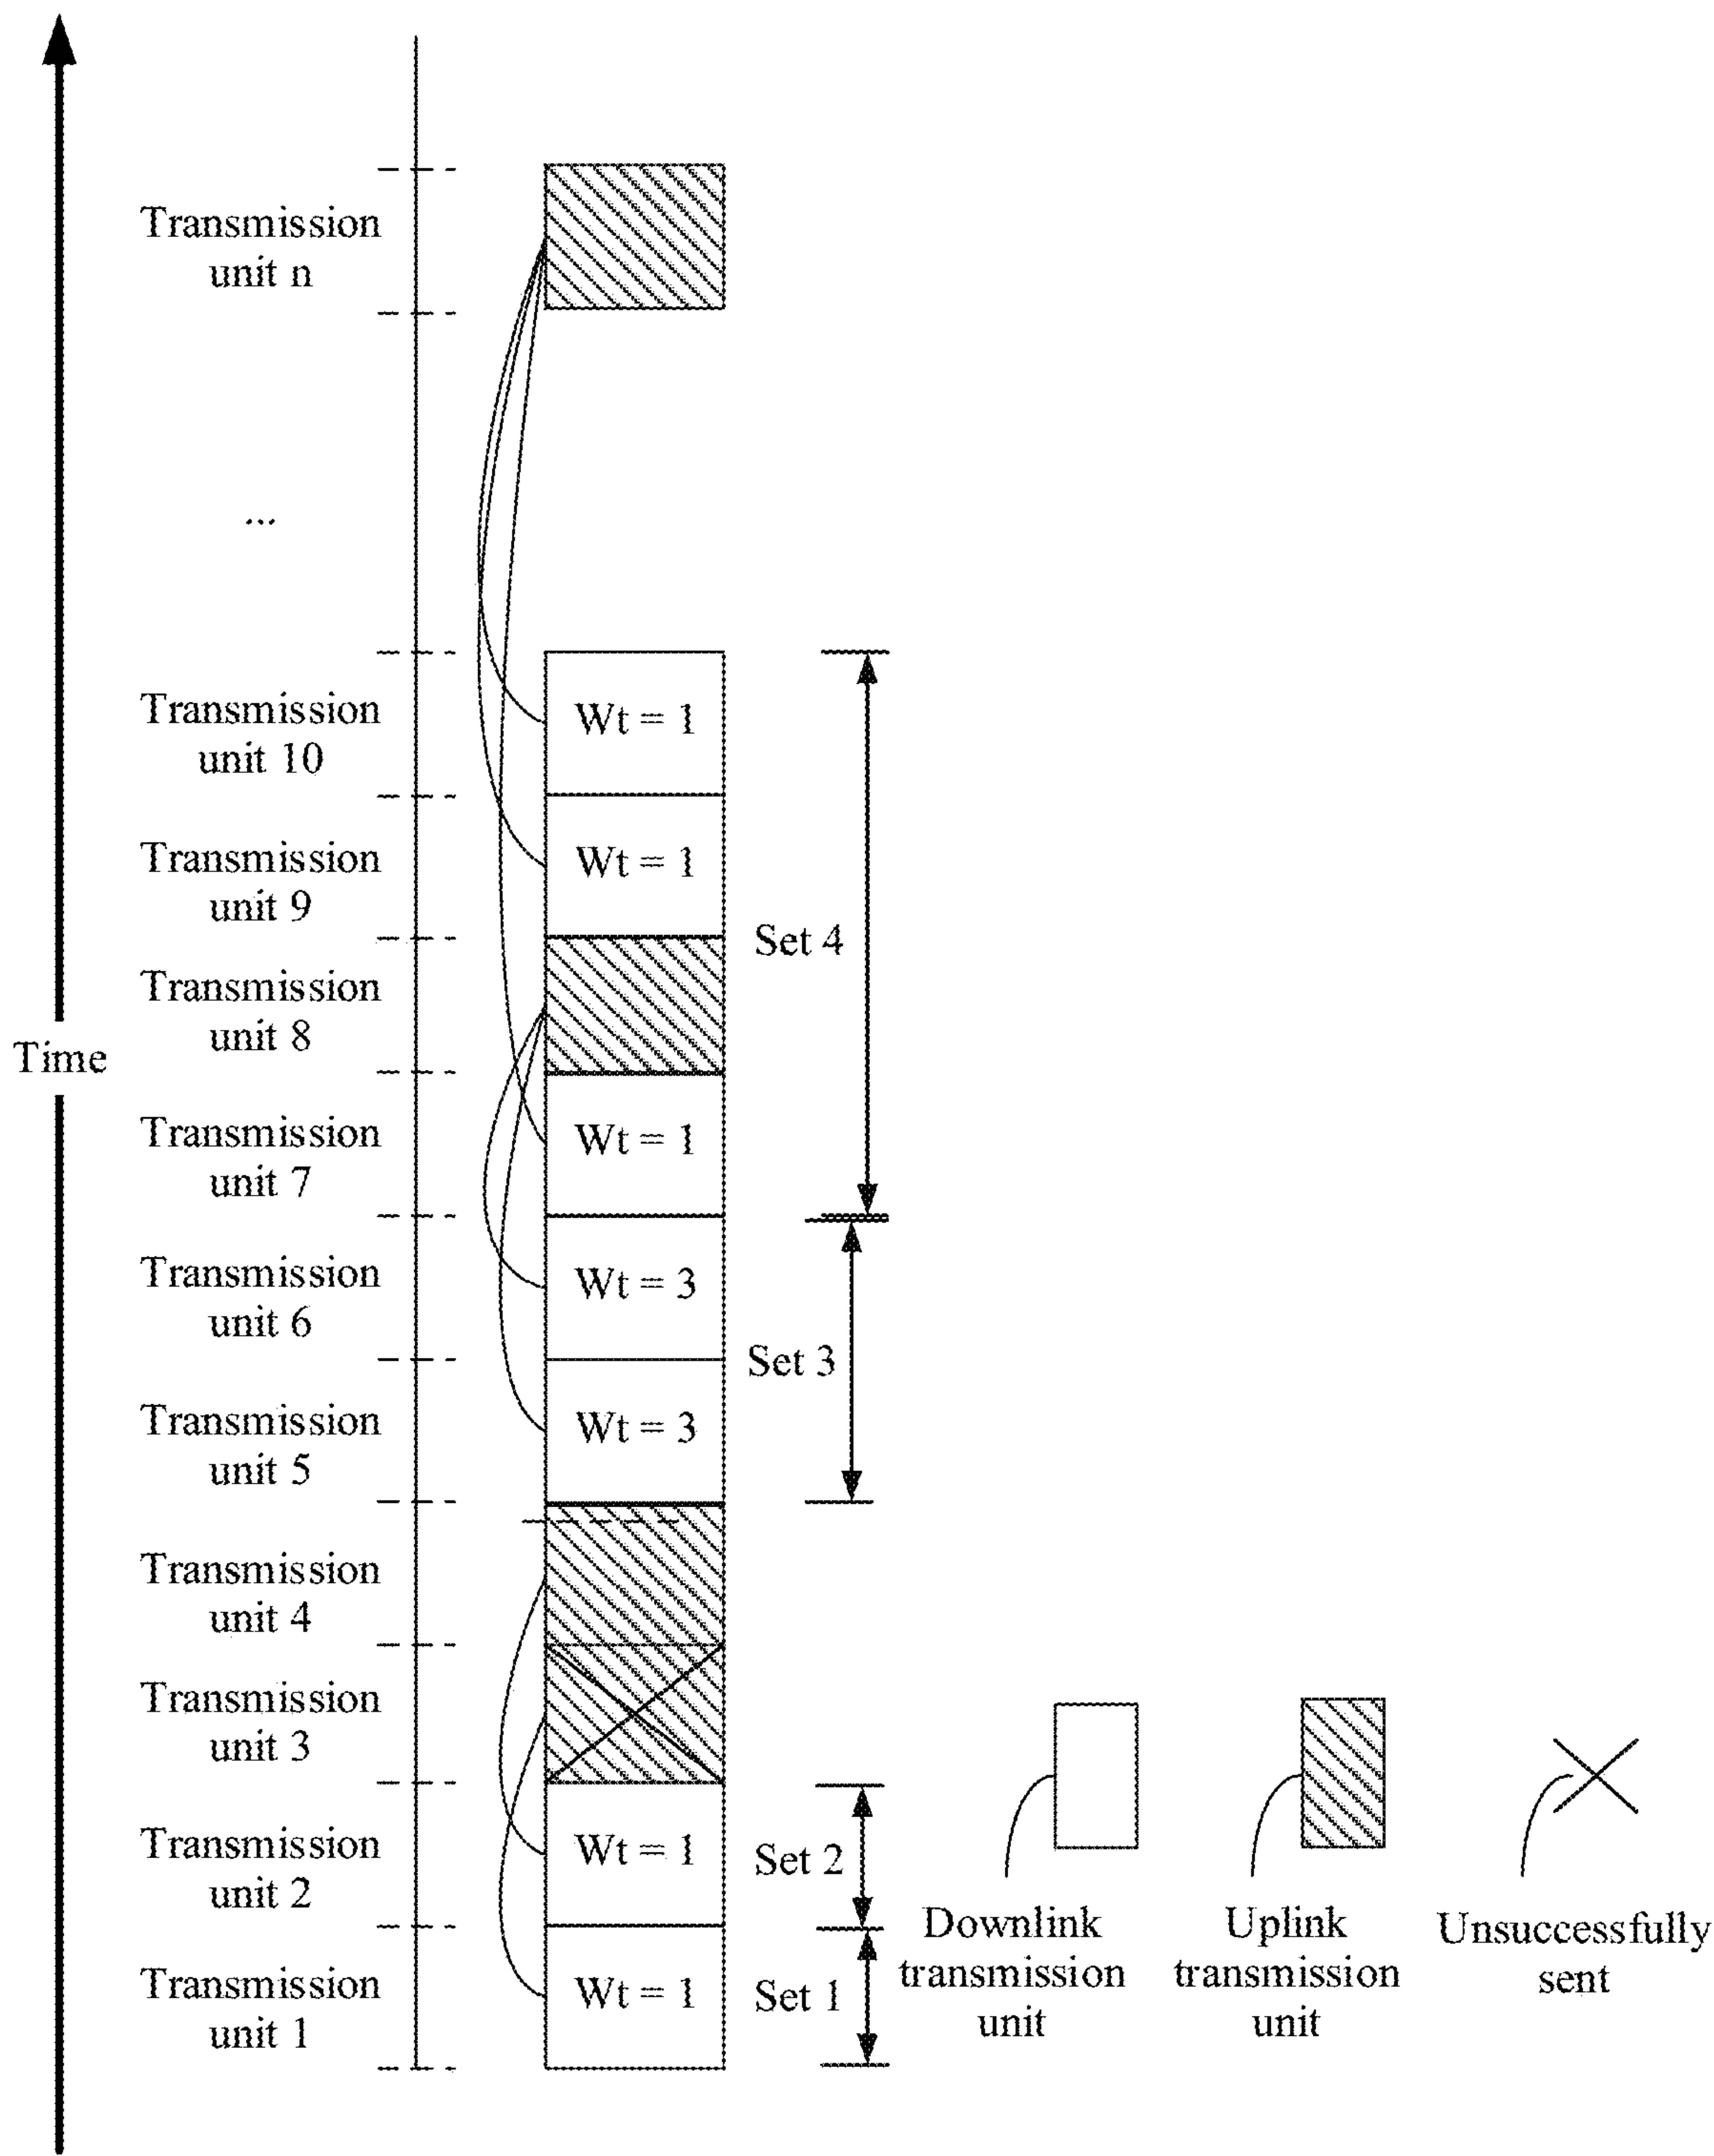 Transmission
unit n
...
Transmission
unit 10
Wt = 1
Transmission
unit 9
Wt = 1
Set 4
Transmission
unit 8
Time
Transmission
unit 7
Wt = 1
Transmission
unit 6
Wt = 3
Set 3
Transmission
unit 5
Wt = 3
Transmission
unit 4
Transmission
unit 3
Transmission
unit 2
Wt = 1
Set 2
Transmission
unit 1
Wt = 1
Set 1
Downlink
transmission
unit
Uplink
transmission
unit
Unsuccessfully
sent